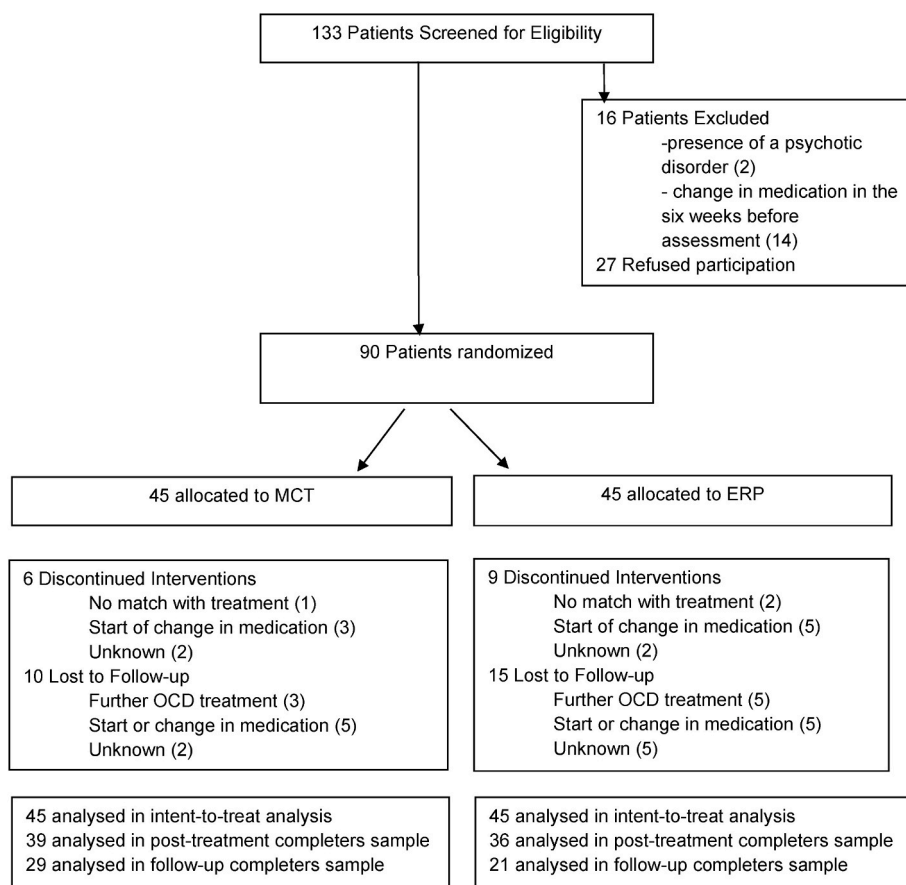 133 Patients Screened for Eligibility
16 Patients Excluded
-presence of a psychotic
disorder (2)
- change in medication in the
six weeks before
assessment (14)
27 Refused participation
90 Patients randomized
45 allocated to MCT
45 allocated to ERP
6 Discontinued Interventions
No match with treatment (1)
Start of change in medication (3)
Unknown (2)
10 Lost to Follow-up
Further OCD treatment (3)
Start or change in medication (5)
Unknown (2)
9 Discontinued Interventions
No match with treatment (2)
Start of change in medication (5)
Unknown (2)
15 Lost to Follow-up
Further OCD treatment (5)
Start or change in medication (5)
Unknown (5)
45 analysed in intent-to-treat analysis
39 analysed in post-treatment completers sample
29 analysed in follow-up completers sample
45 analysed in intent-to-treat analysis
36 analysed in post-treatment completers sample
21 analysed in follow-up completers sample